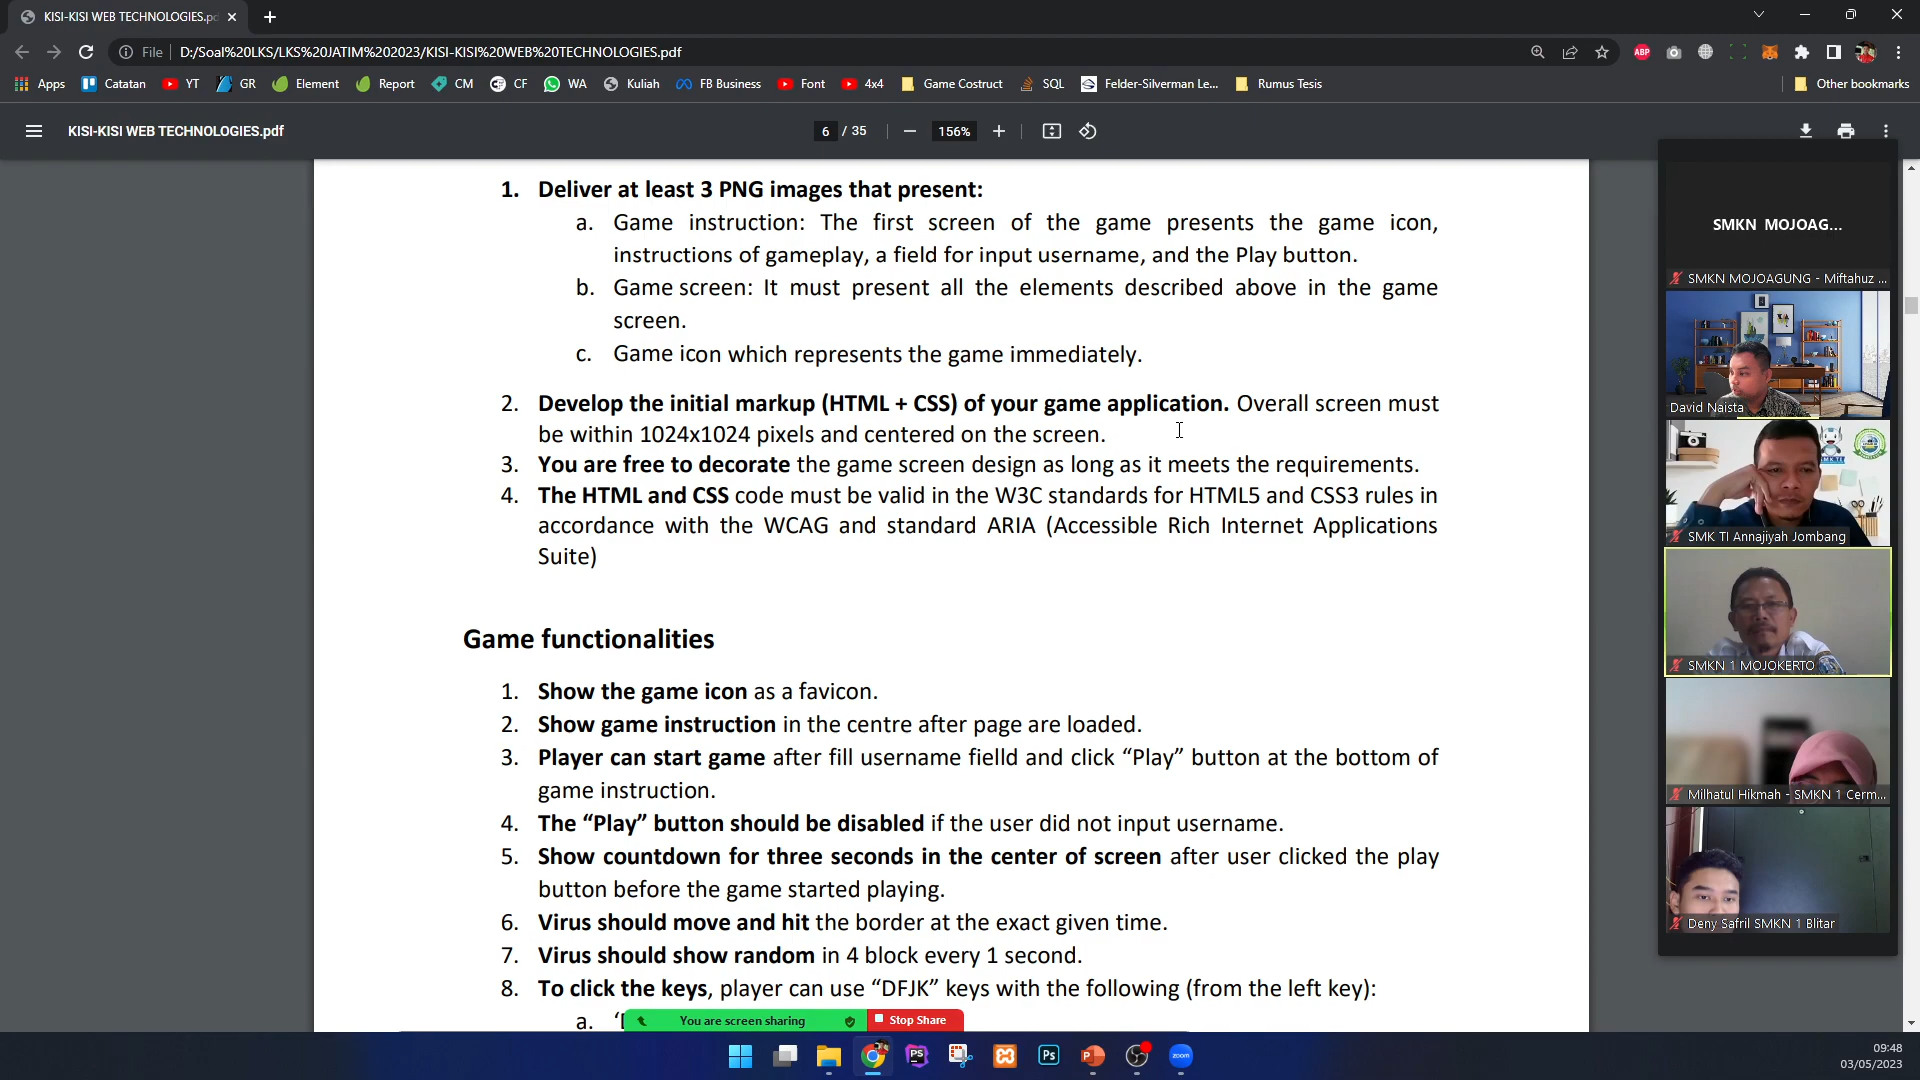 KISI-KISI WEB TECHNOLOGIES.pd
File
D:/Soal%20LKS/LKS%20JATIM%202023/KISI-KISI%20WEB%20TECHNOLOGIES.pdf
ABP
Apps Catatan YT GR Element Report CM CF WA Kuliah FB Business Font 4x4 Game Costruct SQL Felder-Silverman Le... Rumus Tesis Other bookmarks
KISI-KISI WEB TECHNOLOGIES.pdf 6 / 35 156%
1. Deliver at least 3 PNG images that present:
a. Game instruction: The first screen of the game presents the game icon,
instructions of gameplay, a field for input username, and the Play button.
b. Game screen: It must present all the elements described above in the game
screen.
c. Game icon which represents the game immediately.
2. Develop the initial markup (HTML + CSS) of your game application. Overall screen must
be within 1024x1024 pixels and centered on the screen.
3. You are free to decorate the game screen design as long as it meets the requirements.
4. The HTML and CSS code must be valid in the W3C standards for HTML5 and CSS3 rules in
accordance with the WCAG and standard ARIA (Accessible Rich Internet Applications
Suite)
Game functionalities
1. Show the game icon as a favicon.
2. Show game instruction in the centre after page are loaded.
3. Player can start game after fill username fielld and click “Play” button at the bottom of
game instruction.
4. The “Play” button should be disabled if the user did not input username.
5. Show countdown for three seconds in the center of screen after user clicked the play
button before the game started playing.
6. Virus should move and hit the border at the exact given time.
7. Virus should show random in 4 block every 1 second.
8. To click the keys, player can use “DFJK” keys with the following (from the left key):
a.
You are screen sharing
Stop Share
SMKN MOJOAG...
SMKN MOJOAGUNG - Miftahuz ...
David Naista
SMK TI Annajiyah Jombang
SMKN 1 MOJOKERTO
Milhatul Hikmah - SMKN 1 Cerm...
Deny Safril SMKN 1 Blitar
PS
Ps
P
zoom
09:48
03/05/2023